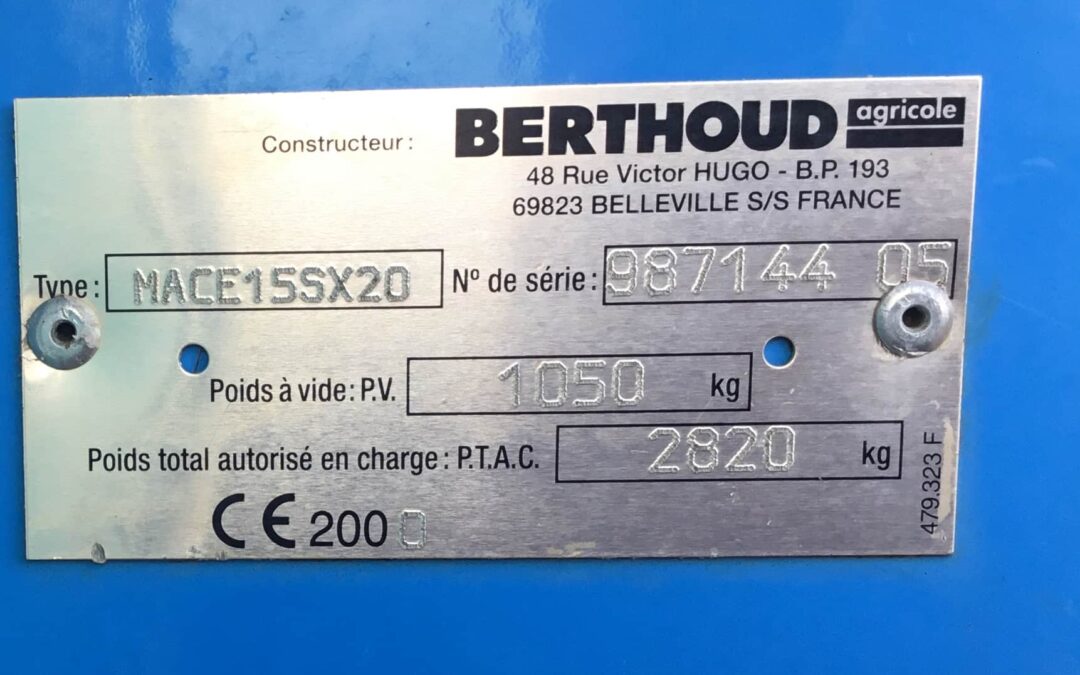 Constructeur : BERTHOUD agricole
48 Rue Victor HUGO - B.P. 193
69823 BELLEVILLE S/S FRANCE
Type : MACE15SX20 N° de série : 987144 05
Poids à vide : P.V. 1050 kg
Poids total autorisé en charge : P.T.A.C. 2820 kg
CE 2000
479.323 F